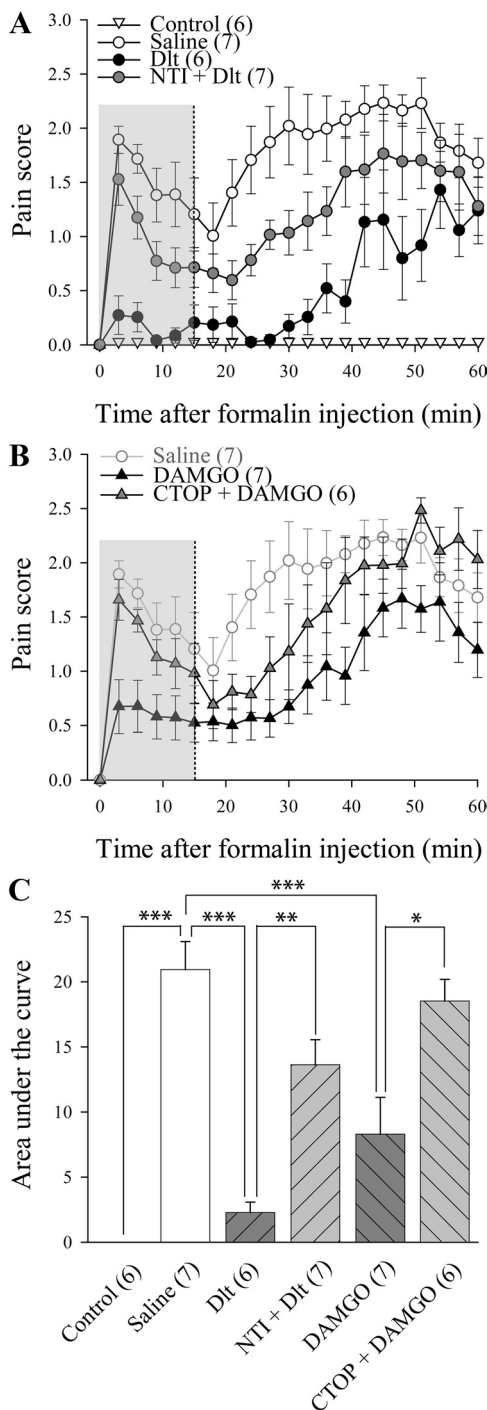 A
Control (6)
Saline (7)
Dlt (6)
NTI + Dlt (7)
Pain score
3.0
2.5
2.0
1.5
1.0
0.5
0.0
0 10 20 30 40 50 60
Time after formalin injection (min)
B
Saline (7)
DAMGO (7)
CTOP + DAMGO (6)
Pain score
3.0
2.5
2.0
1.5
1.0
0.5
0.0
0 10 20 30 40 50 60
Time after formalin injection (min)
C
***
*** *** ** *
Area under the curve
25
20
15
10
5
0
Control (6)
Saline (7)
Dlt (6)
NTI + Dlt (7)
DAMGO (7)
CTOP + DAMGO (6)